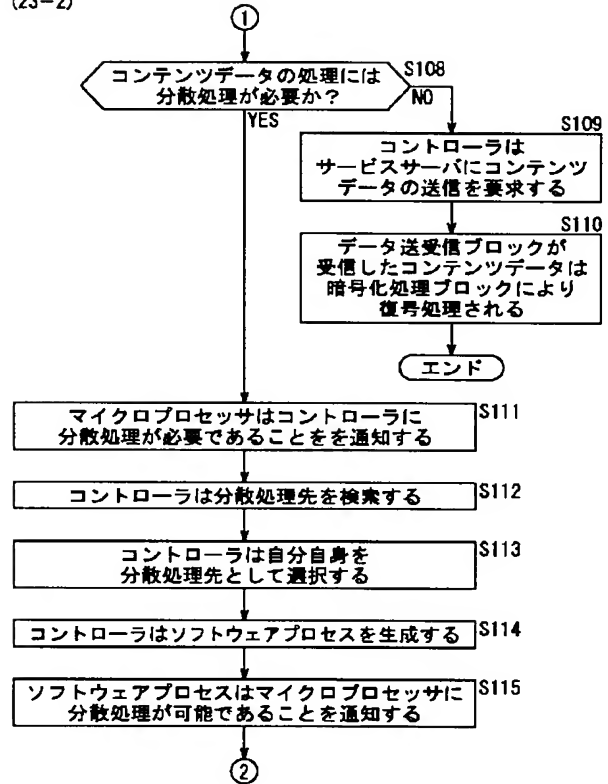 (23-2)
①
コンテンツデータの処理には
分散処理が必要か?
S108
NO
YES
S109
コントローラは
サービスサーバにコンテンツ
データの送信を要求する
S110
データ送受信ブロックが
受信したコンテンツデータは
暗号化処理ブロックにより
復号処理される
エンド
マイクロプロセッサはコントローラに
分散処理が必要であることをを通知する
S111
コントローラは分散処理先を検索する
S112
コントローラは自分自身を
分散処理先として選択する
S113
コントローラはソフトウェアプロセスを生成する
S114
ソフトウェアプロセスはマイクロプロセッサに
分散処理が可能であることを通知する
S115
②